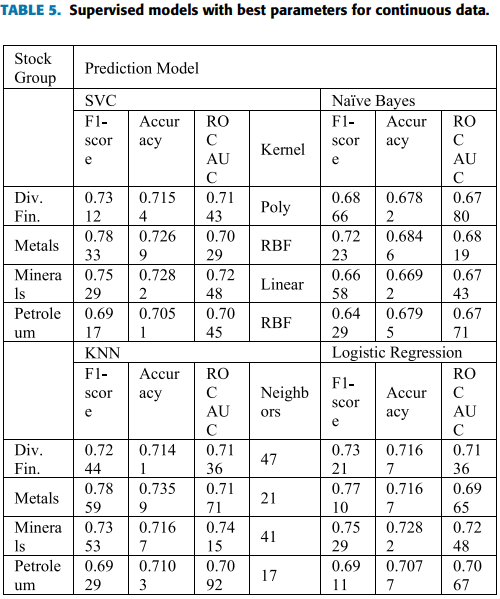 TABLE 5. Supervised models with best parameters for continuous data.
Stock Group Prediction Model
SVC Naïve Bayes
F1-score Accuracy ROC AUC Kernel F1-score Accuracy ROC AUC
Div. Fin. 0.7312 0.7154 0.7143 Poly 0.6866 0.6782 0.6780
Metals 0.7833 0.7269 0.7029 RBF 0.7223 0.6846 0.6819
Minerals 0.7529 0.7282 0.7248 Linear 0.6658 0.6692 0.6743
Petroleum 0.6917 0.7051 0.7045 RBF 0.6429 0.6795 0.6771
KNN Logistic Regression
F1-score Accuracy ROC AUC Neighbors F1-score Accuracy ROC AUC
Div. Fin. 0.7244 0.7141 0.7136 47 0.7321 0.7167 0.7136
Metals 0.7859 0.7359 0.7171 21 0.7710 0.7167 0.6965
Minerals 0.7353 0.7167 0.7415 41 0.7529 0.7282 0.7248
Petroleum 0.6929 0.7103 0.7092 17 0.6911 0.7077 0.7067